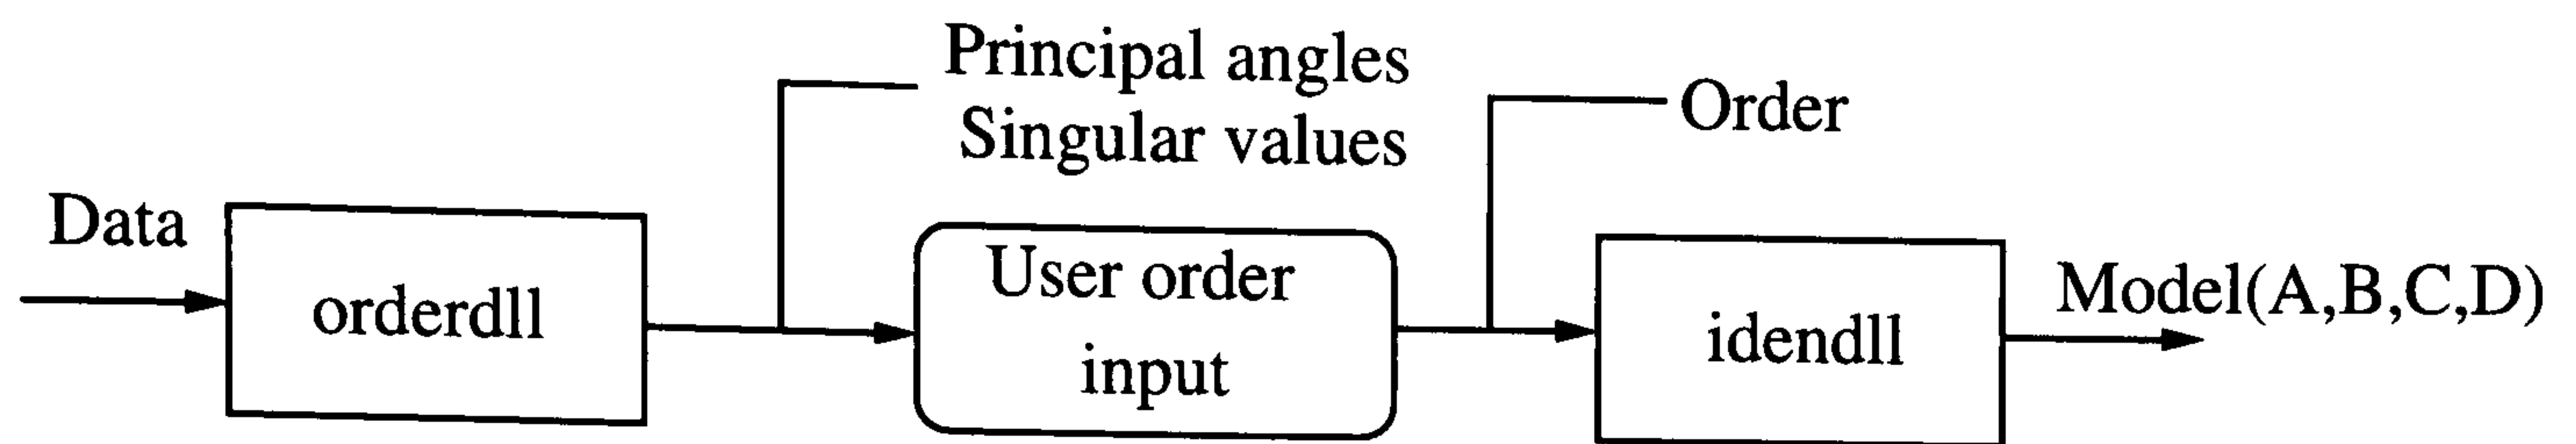 Data
orderdll
Principal angles
Singular values
User order
input
Order
idendll
Model(A,B,C,D)